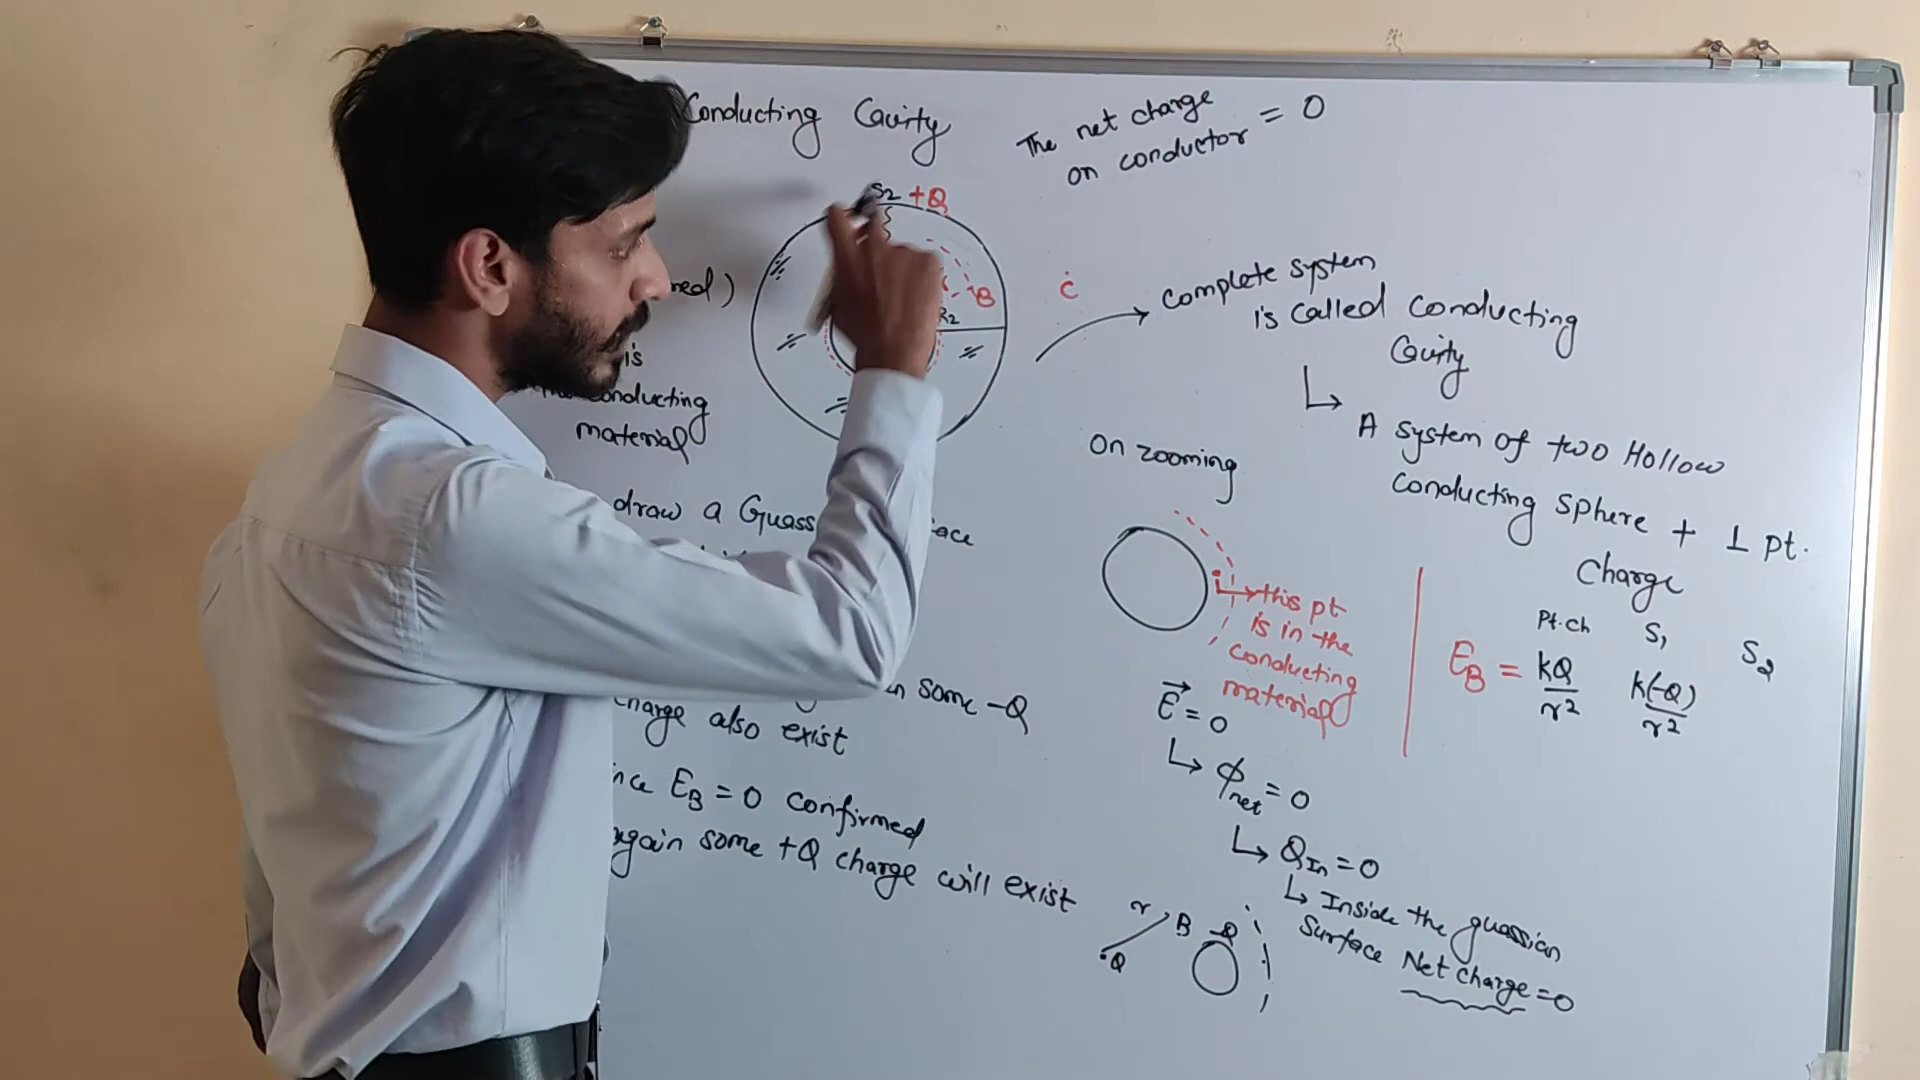 Conducting Cavity
The net charge
on conductor = 0
S2 +Q
B
R2
is
conducting
material
c
Complete system
is called Conducting
Cavity
↳ A system of two Hollow
Conducting Sphere + 1 pt.
Charge
On zooming
this pt
is in the
conducting
material
E⃗ = 0
↳ ϕnet = 0
↳ QIn = 0
↳ Inside the guassian
Surface Net charge = 0
Pt.ch S1 S2
EB = kQ/r² k(-Q)/r²
draw a Guass
some -Q
charge also exist
EB = 0 confirmed
again some +Q charge will exist
r B -Q
Q